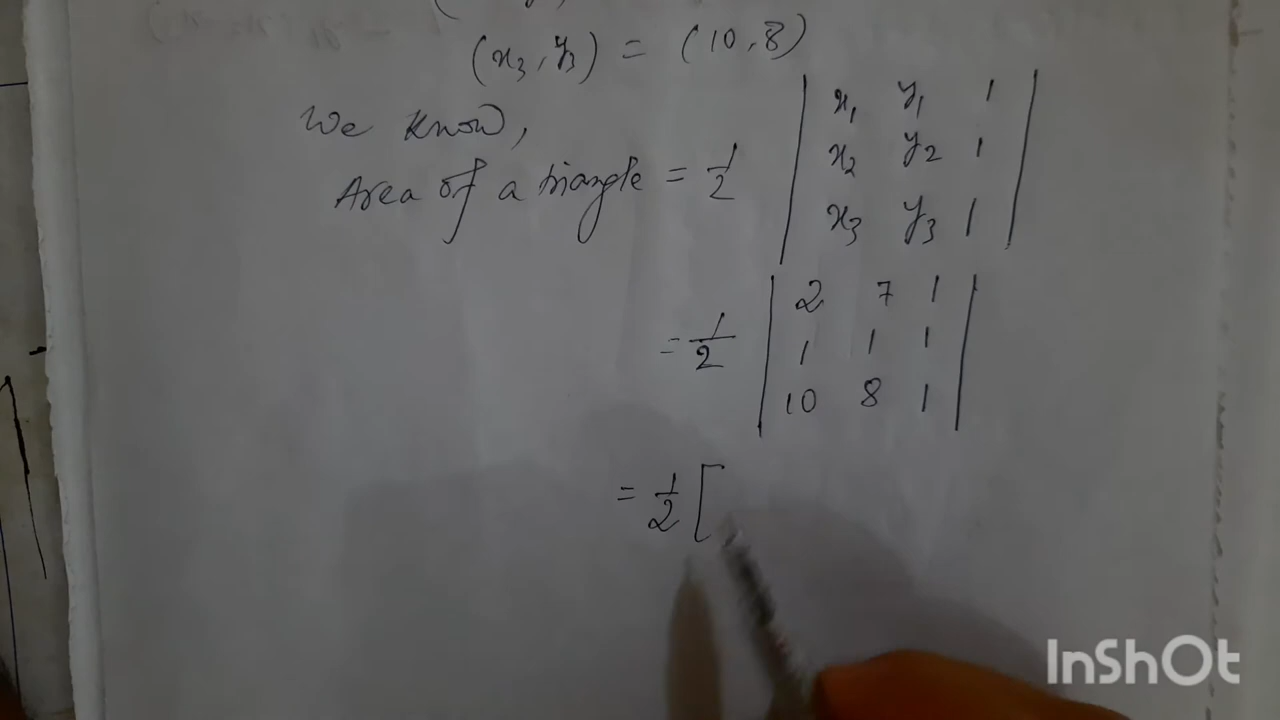 (x₃, y₃) = (10, 8)
We know,
Area of a triangle = 1/2 | x₁ y₁ 1 |
| x₂ y₂ 1 |
| x₃ y₃ 1 |
= 1/2 | 2 7 1 |
| 1 1 1 |
| 10 8 1 |
= 1/2 [
InShOt